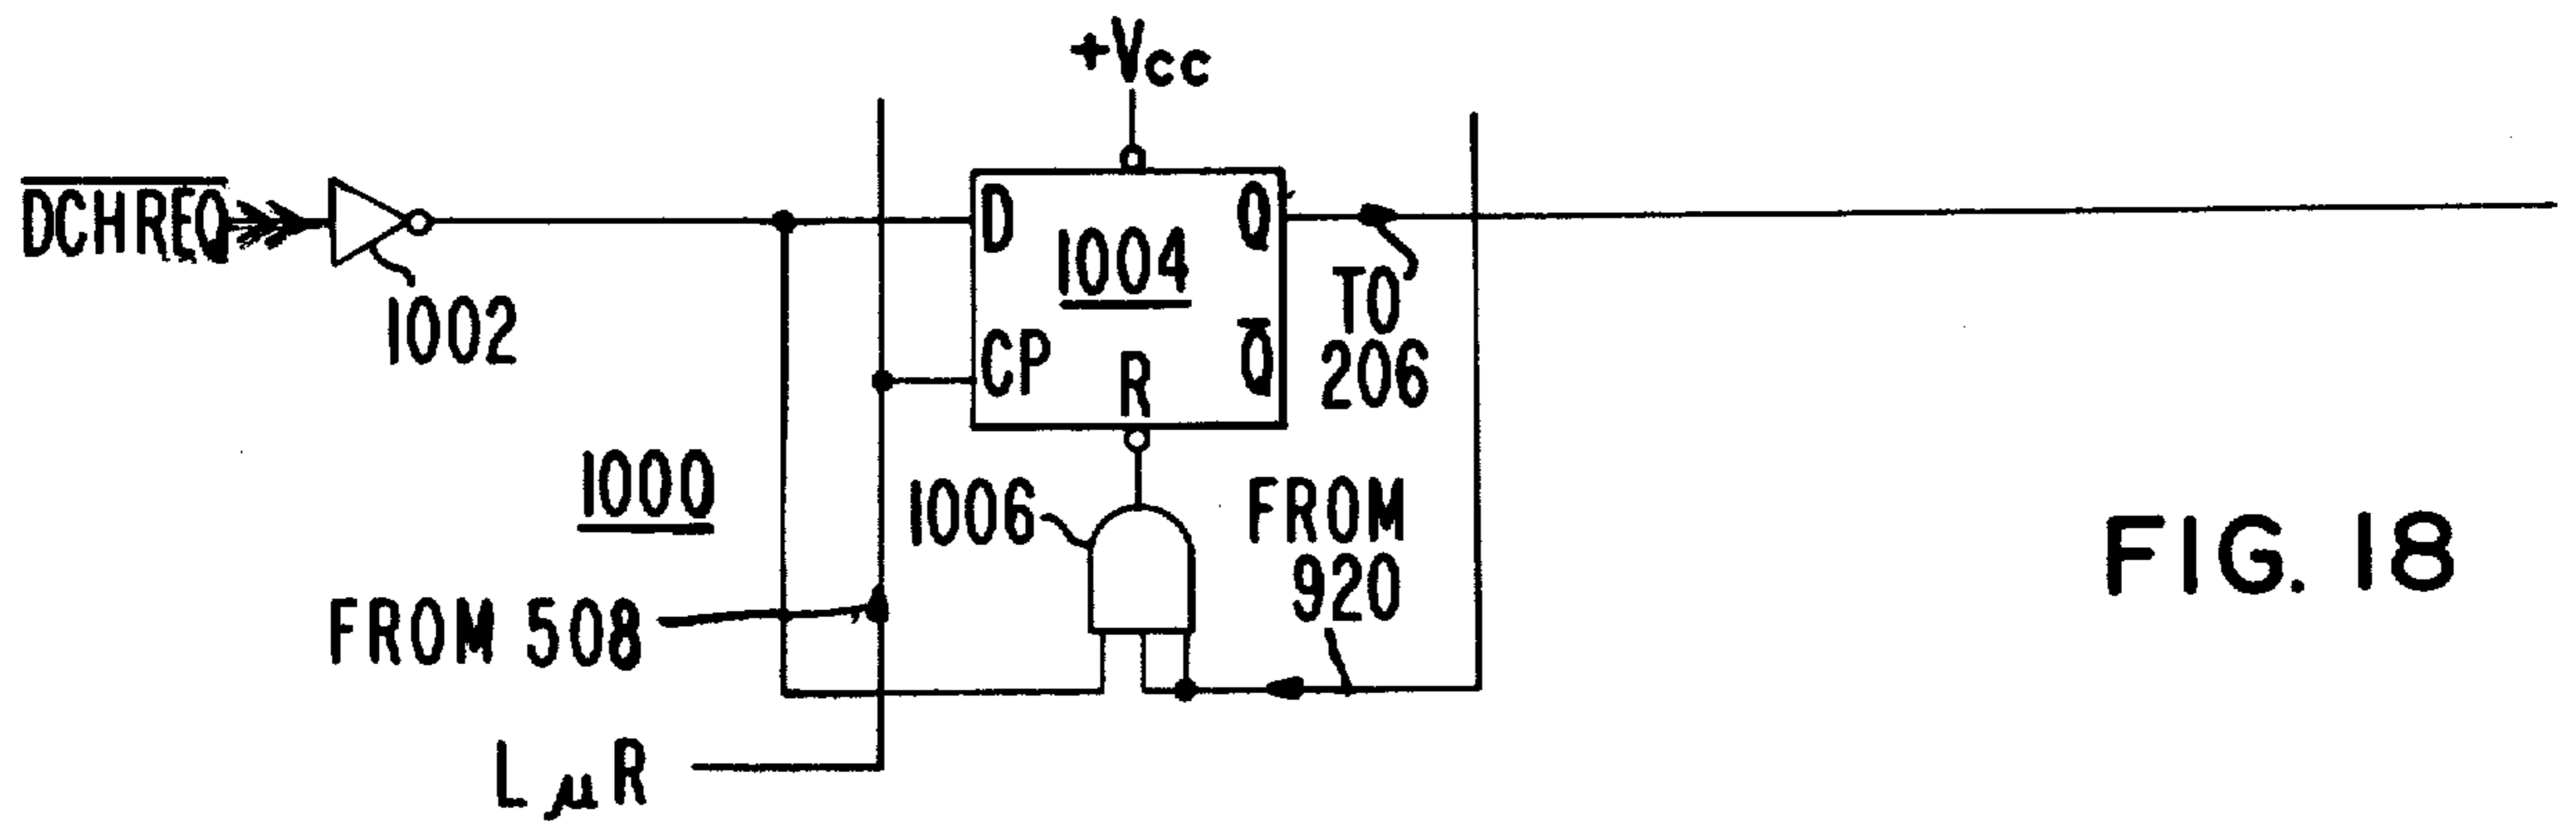 +Vcc
DCHREQ
D
Q
1004
1002
TO
206
CP
R
Q̅
1000
1006
FROM
920
FROM 508
LμR
FIG. 18